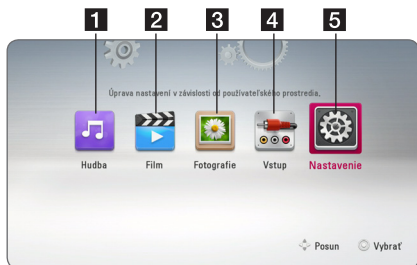 1 2 3 4 5
Úprava nastavení v závislosti od používateľského prostredia.
Hudba Film Fotografie Vstup Nastavenie
Posun Vybrať